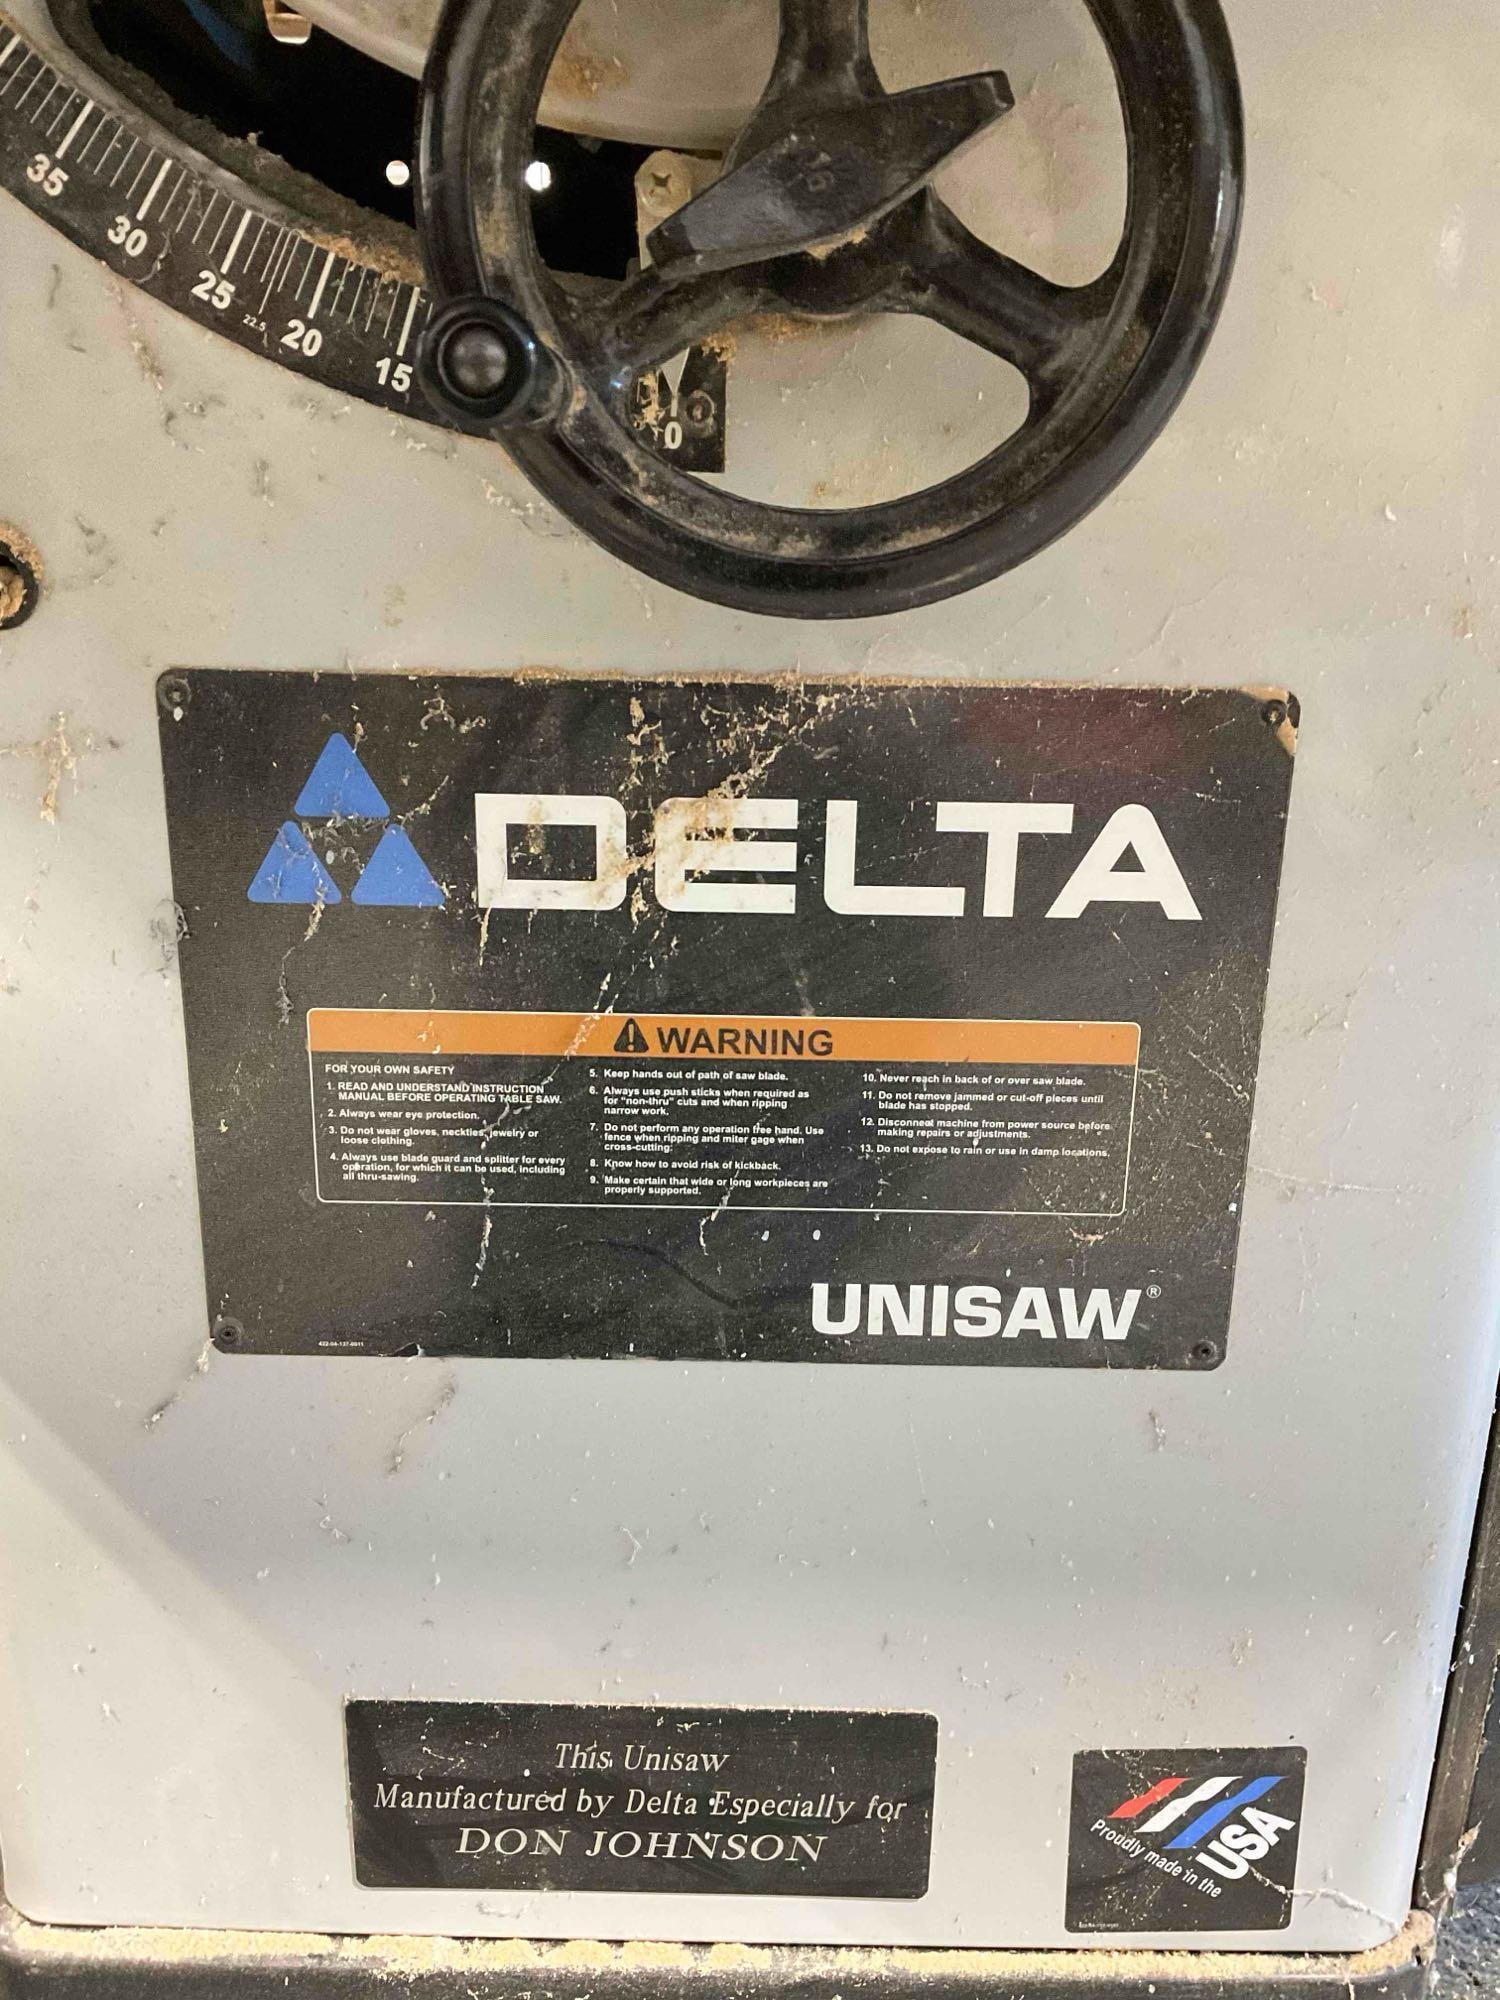 35
30
25
22.5
20
15
0
DELTA
WARNING
FOR YOUR OWN SAFETY
1. READ AND UNDERSTAND INSTRUCTION
MANUAL BEFORE OPERATING TABLE SAW.
2. Always wear eye protection.
3. Do not wear gloves, neckties, jewelry or
loose clothing.
4. Always use blade guard and splitter for every
operation, for which it can be used, including
all thru-sawing.
5. Keep hands out of path of saw blade.
6. Always use push sticks when required as
for "non-thru" cuts and when ripping
narrow work.
7. Do not perform any operation free hand. Use
fence when ripping and miter gage when
cross-cutting.
8. Know how to avoid risk of kickback.
9. Make certain that wide or long workpieces are
properly supported.
10. Never reach in back of or over saw blade.
11. Do not remove jammed or cut-off pieces until
blade has stopped.
12. Disconnect machine from power source before
making repairs or adjustments.
13. Do not expose to rain or use in damp locations.
UNISAW®
422-04-137-0011
This Unisaw
Manufactured by Delta Especially for
DON JOHNSON
Proudly made in the
USA